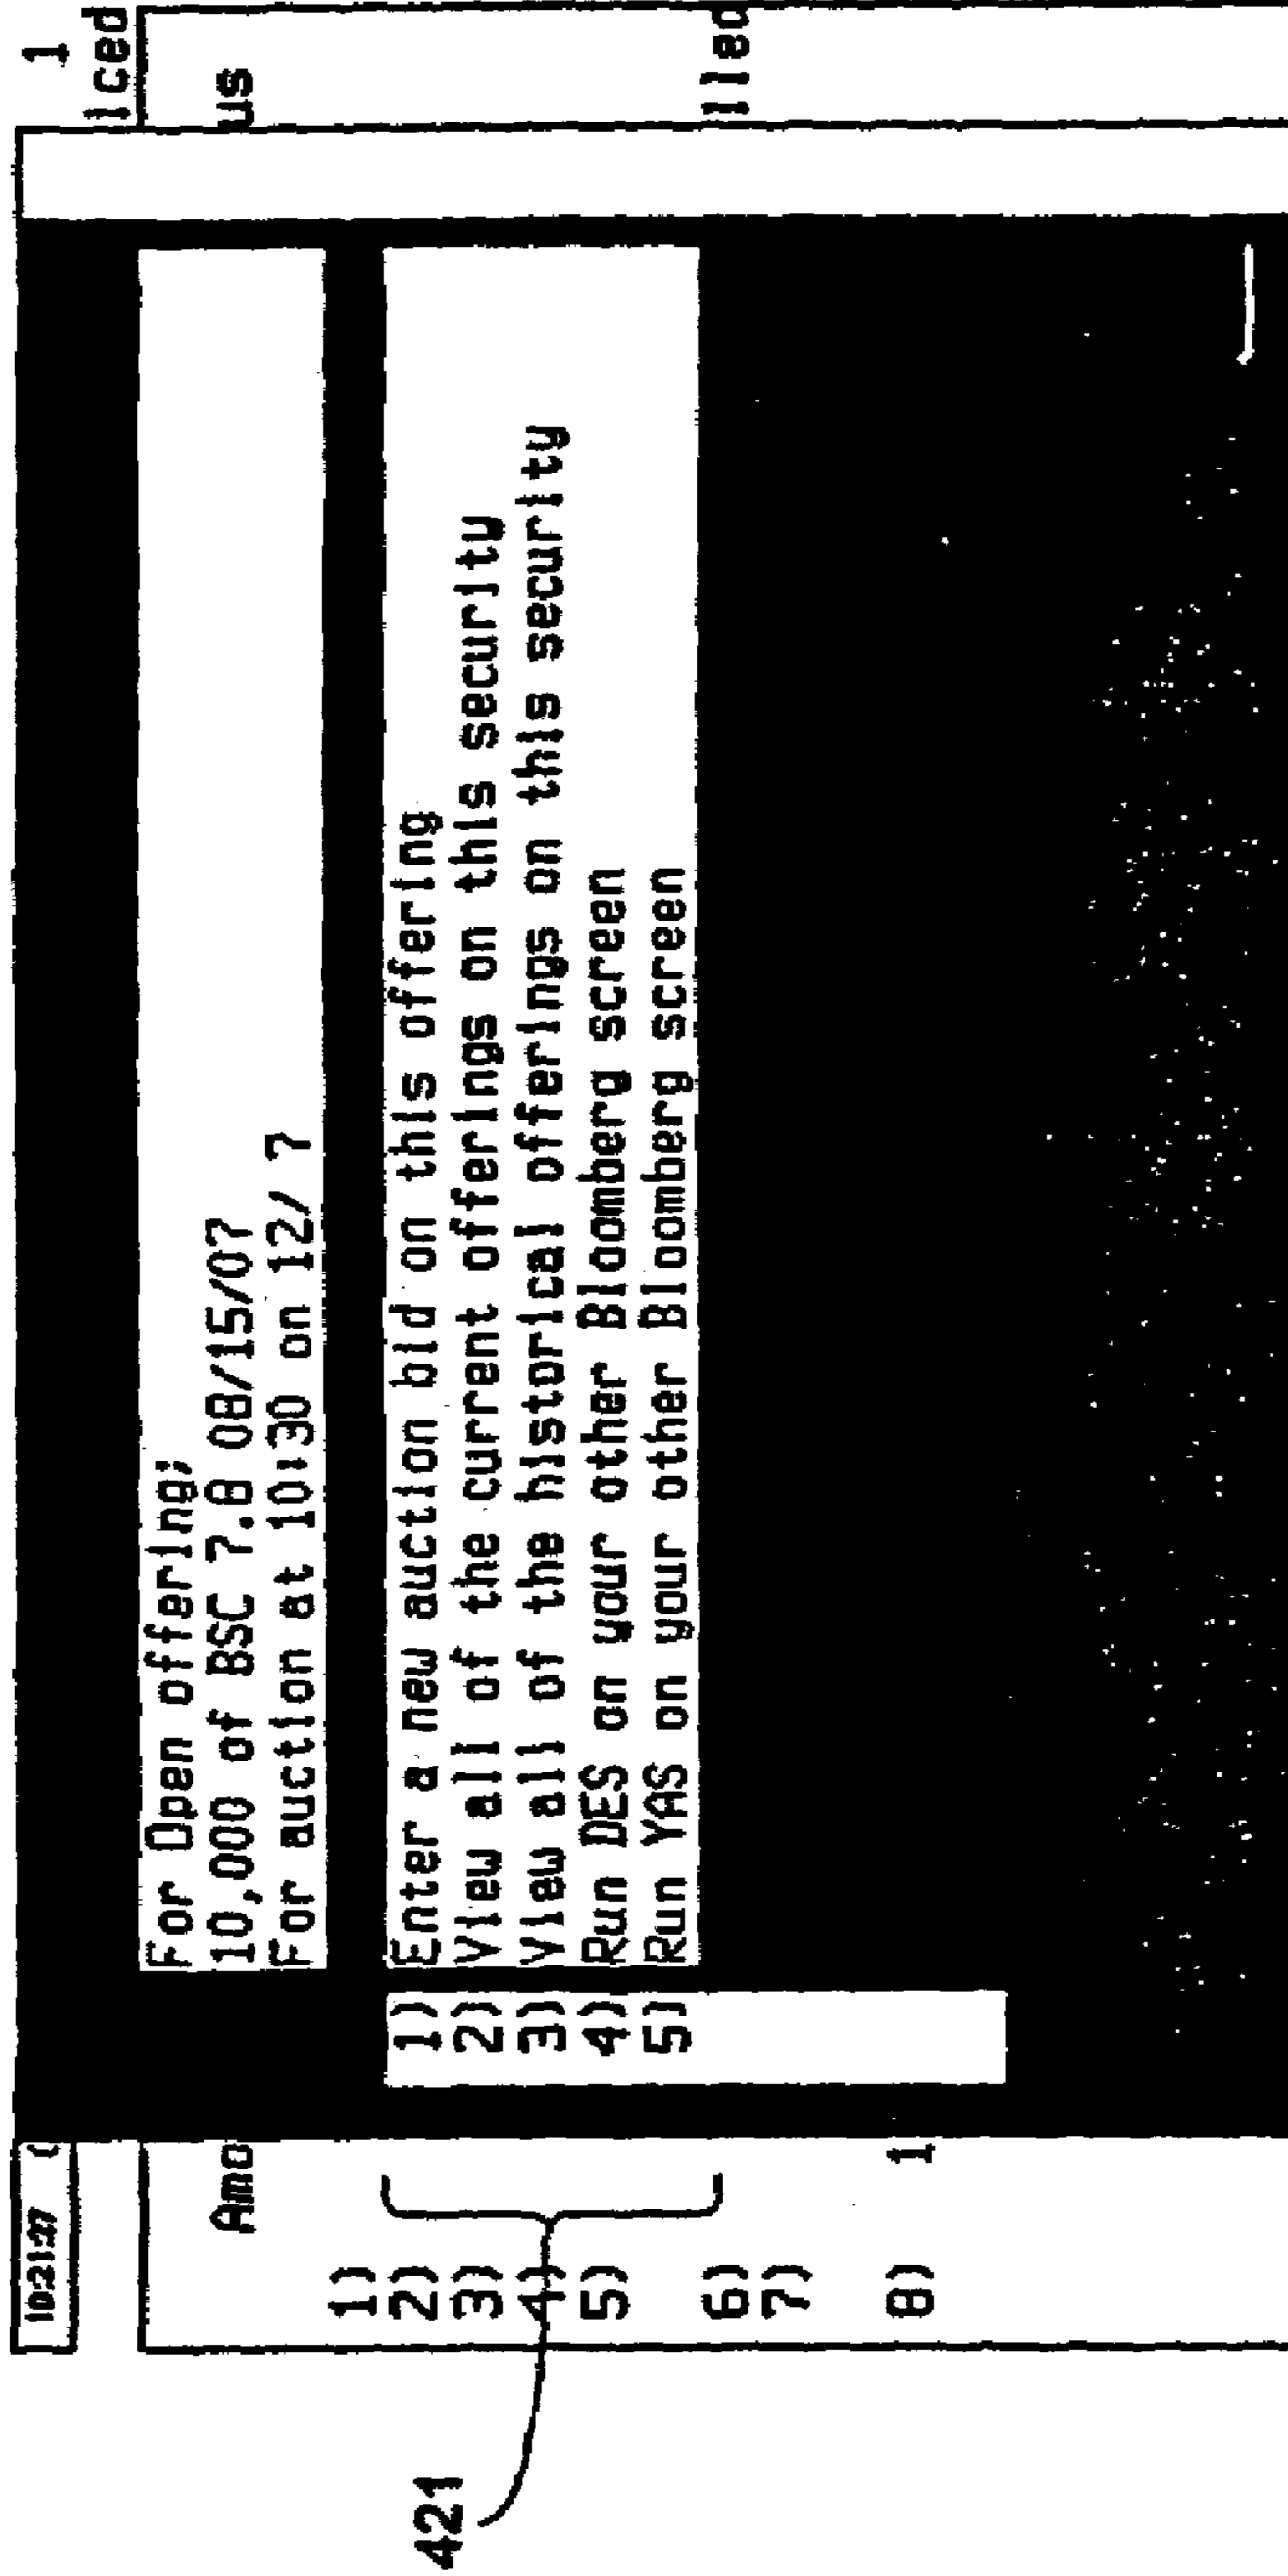 10:21:27
1
iced
Amo
us
For Open offering:
10,000 of BSC 7.8 08/15/07
For auction at 10:30 on 12/ 7
1) Enter a new auction bid on this offering
2) View all of the current offerings on this security
3) View all of the historical offerings on this security
4) Run DES on your other Bloomberg screen
5) Run YAS on your other Bloomberg screen
1)
2)
3)
4)
5)
6)
lled
7)
8) 1
421